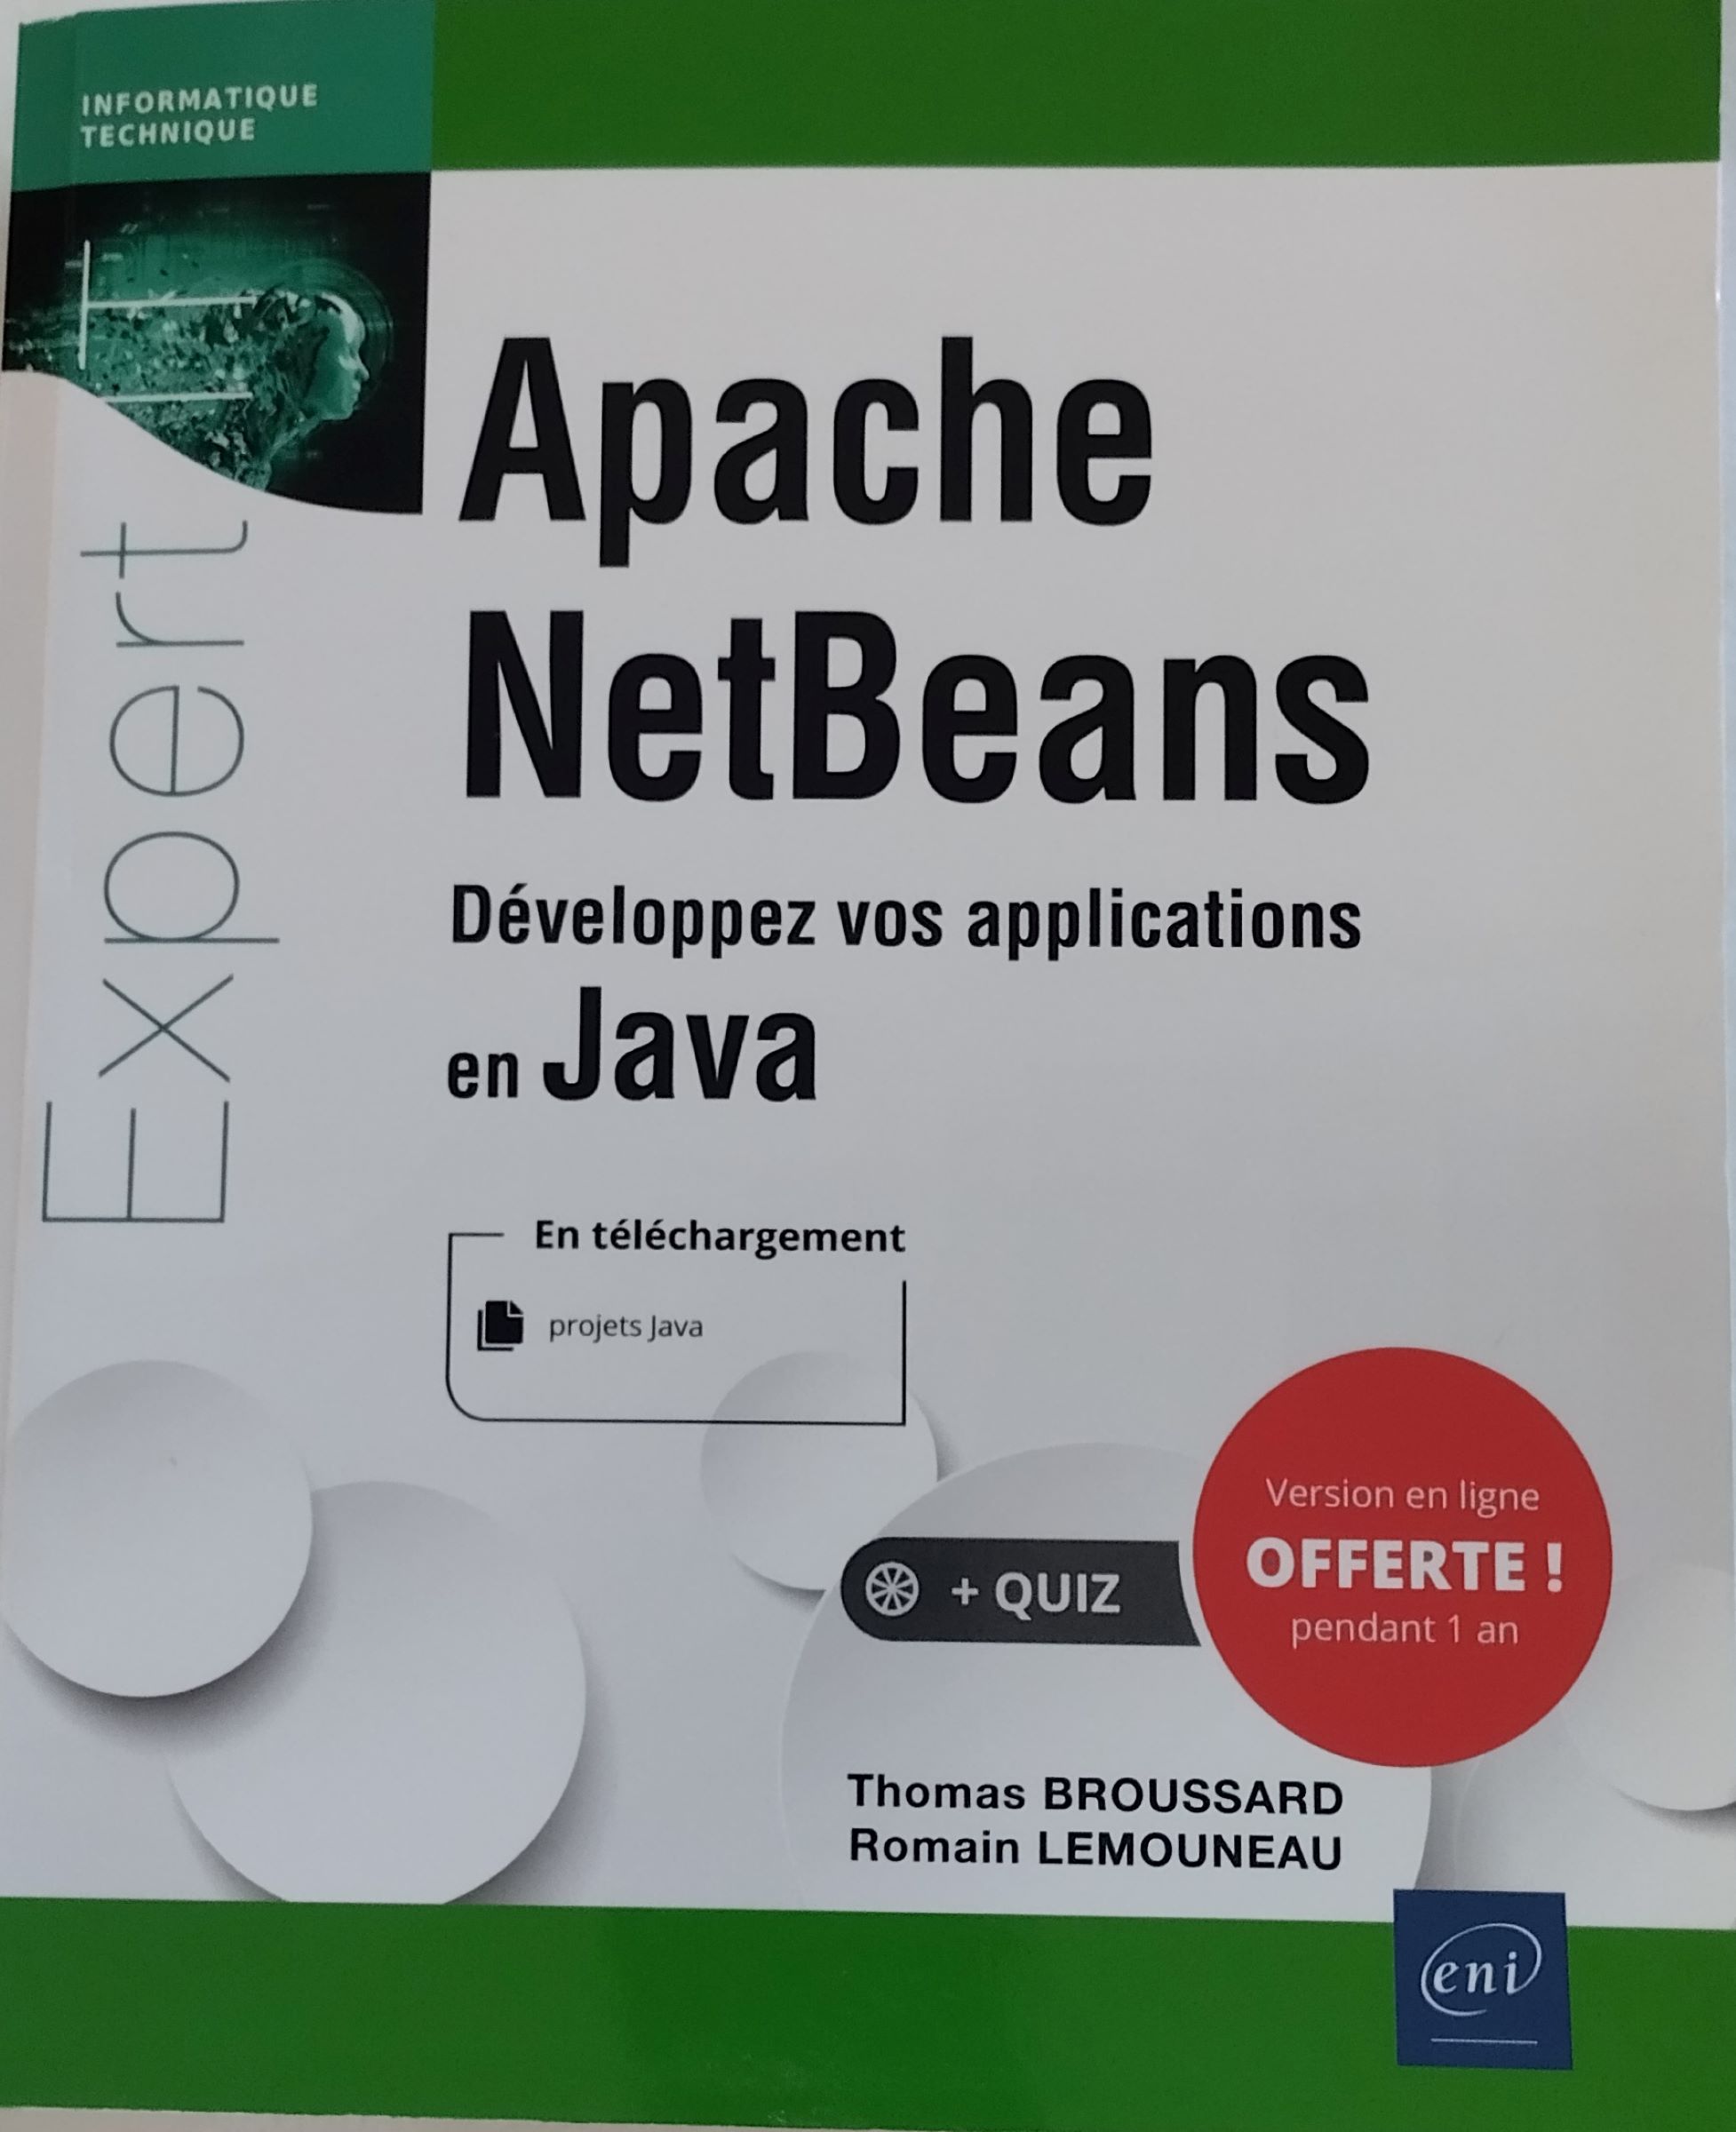 INFORMATIQUE
TECHNIQUE
Expert
Apache
NetBeans
Développez vos applications
en Java
En téléchargement
projets Java
+ QUIZ
Version en ligne
OFFERTE !
pendant 1 an
Thomas BROUSSARD
Romain LEMOUNEAU
eni